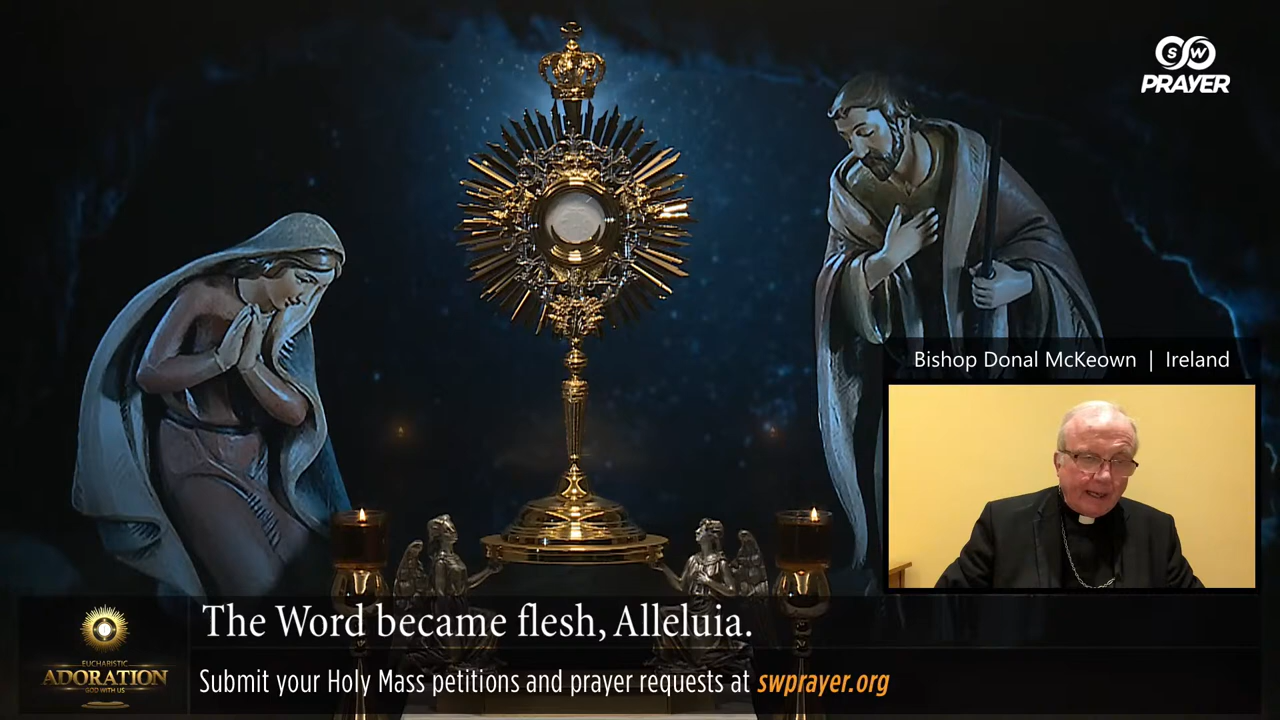 SW
PRAYER
Bishop Donal McKeown | Ireland
The Word became flesh, Alleluia.
EUCHARISTIC
ADORATION
GOD WITH US
Submit your Holy Mass petitions and prayer requests at swprayer.org